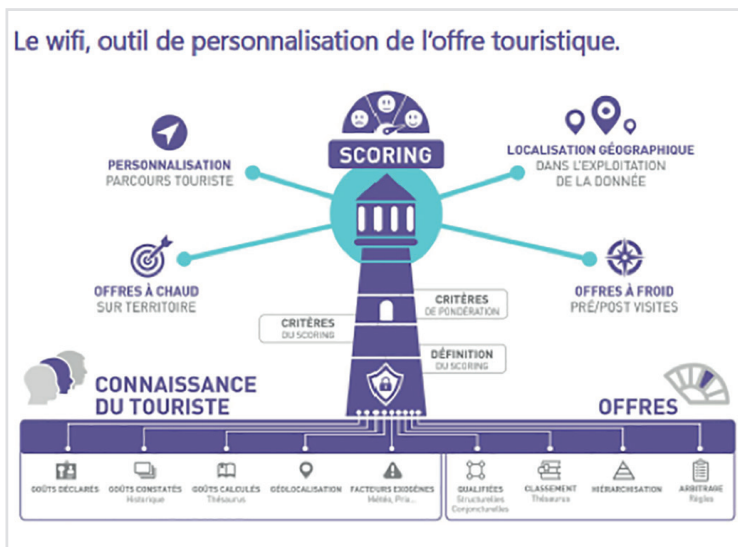 Le wifi, outil de personnalisation de l'offre touristique.
SCORING
PERSONNALISATION
PARCOURS TOURISTE
LOCALISATION GÉOGRAPHIQUE
DANS L'EXPLOITATION
DE LA DONNÉE
OFFRES À CHAUD
SUR TERRITOIRE
OFFRES À FROID
PRÉ/POST VISITES
CRITÈRES
DE PONDÉRATION
CRITÈRES
DU SCORING
DÉFINITION
DU SCORING
CONNAISSANCE
DU TOURISTE
OFFRES
GOÛTS DÉCLARÉS
GOÛTS CONSTATÉS
Historique
GOÛTS CALCULÉS
Thésaurus
GÉOLOCALISATION
FACTEURS EXOGÈNES
Météo, Prix...
QUALIFIÉES
Structurelles
Conjoncturelles
CLASSEMENT
Thésaurus
HIÉRARCHISATION
ARBITRAGE
Règles